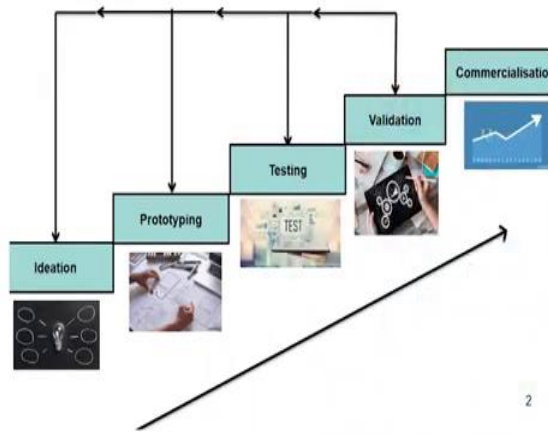 Commercialisatio
Validation
Testing
TEST
Prototyping
Ideation
2